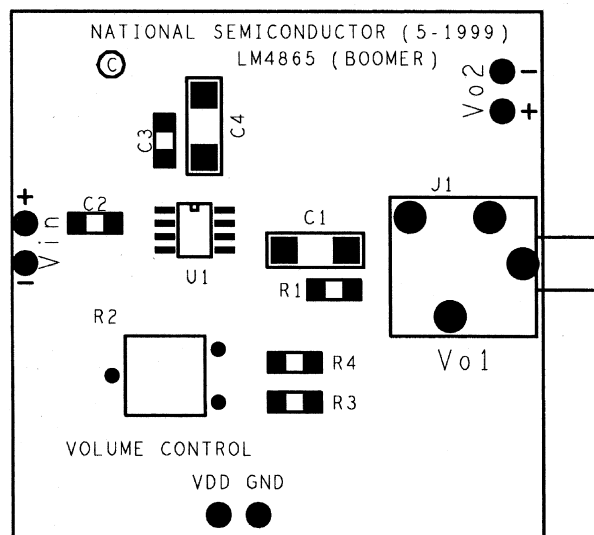 NATIONAL SEMICONDUCTOR (5-1999)
© LM4865 (BOOMER)
Vo2
-
+
C3
C4
+
Vin
-
C2
U1
C1
J1
R1
R2
Vo1
R4
R3
VOLUME CONTROL
VDD GND